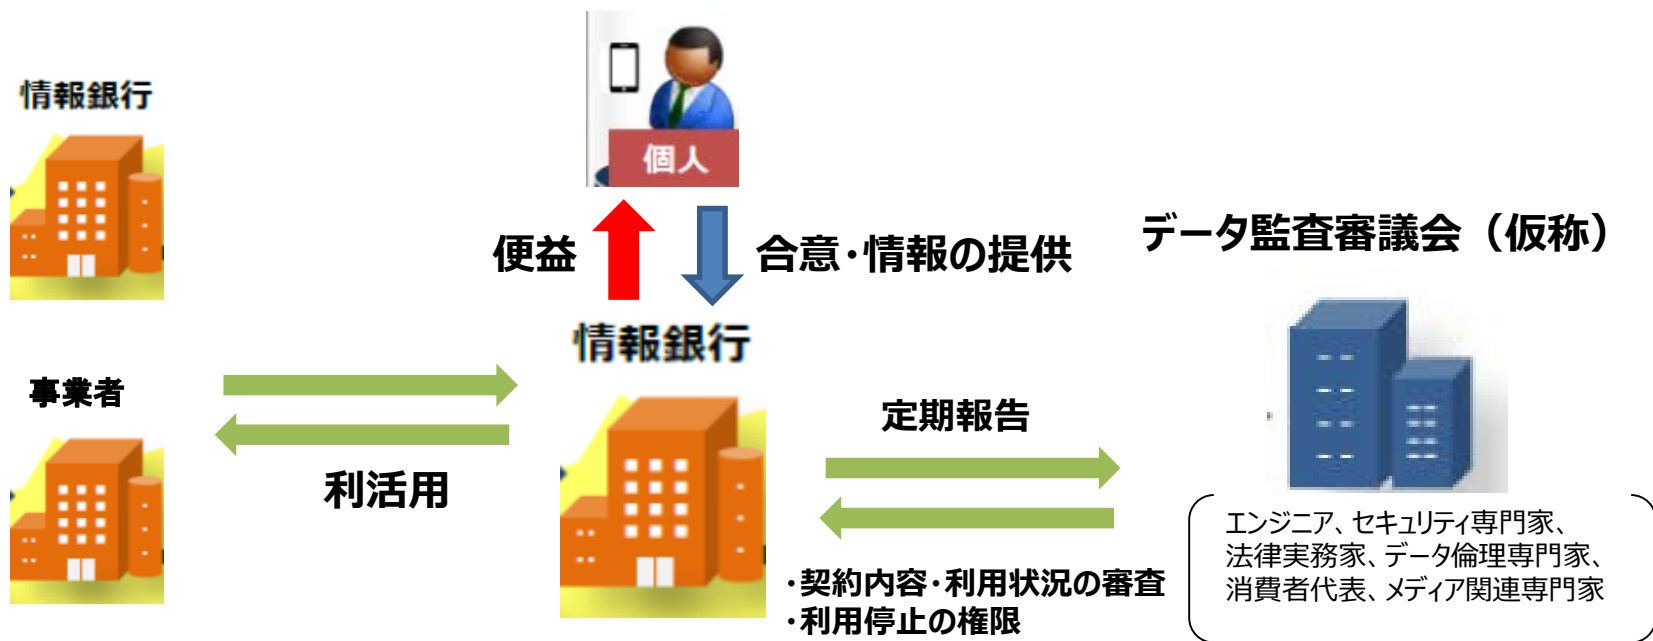 情報銀行
個人
便益
合意・情報の提供
データ監査審議会（仮称）
情報銀行
事業者
利活用
定期報告
・契約内容・利用状況の審査
・利用停止の権限
エンジニア、セキュリティ専門家、
法律実務家、データ倫理専門家、
消費者代表、メディア関連専門家